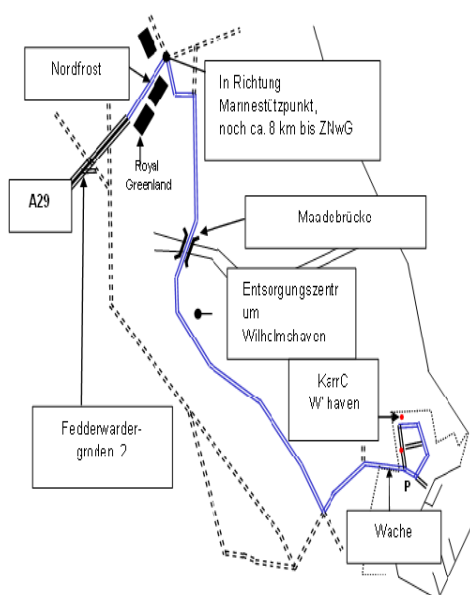 Nordfrost
In Richtung
Marinestützpunkt,
noch ca. 8 km bis ZNwG
Royal
Greenland
A29
Maadebrücke
Entsorgungszentr
um
Wilhelmshaven
KarrC
W'haven
Fedderwarder-
groden 2
P
Wache